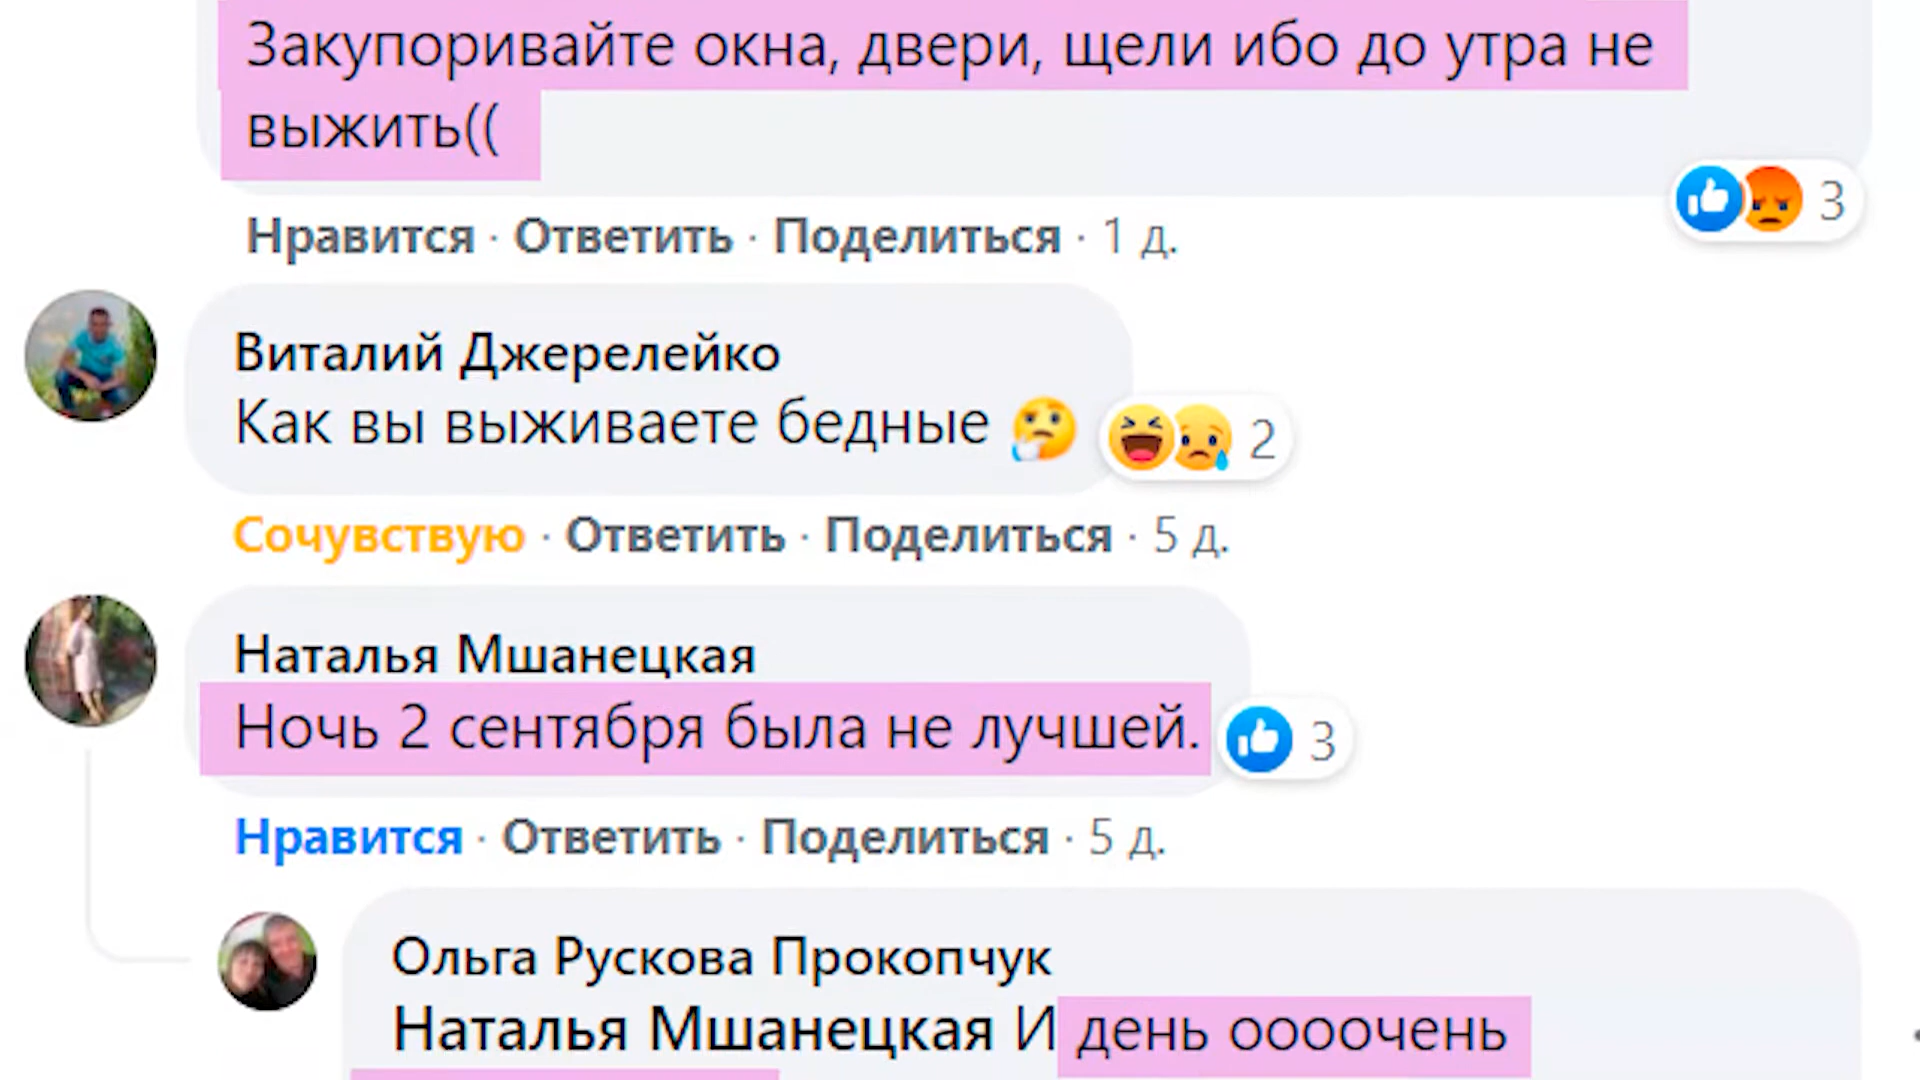 Закупоривайте окна, двери, щели ибо до утра не
выжить((
3
Нравится · Ответить · Поделиться · 1 д.
Виталий Джерелейко
Как вы выживаете бедные 🤔
2
Сочувствую · Ответить · Поделиться · 5 д.
Наталья Мшанецкая
Ночь 2 сентября была не лучшей.
3
Нравится · Ответить · Поделиться · 5 д.
Ольга Рускова Прокопчук
Наталья Мшанецкая И день оооочень